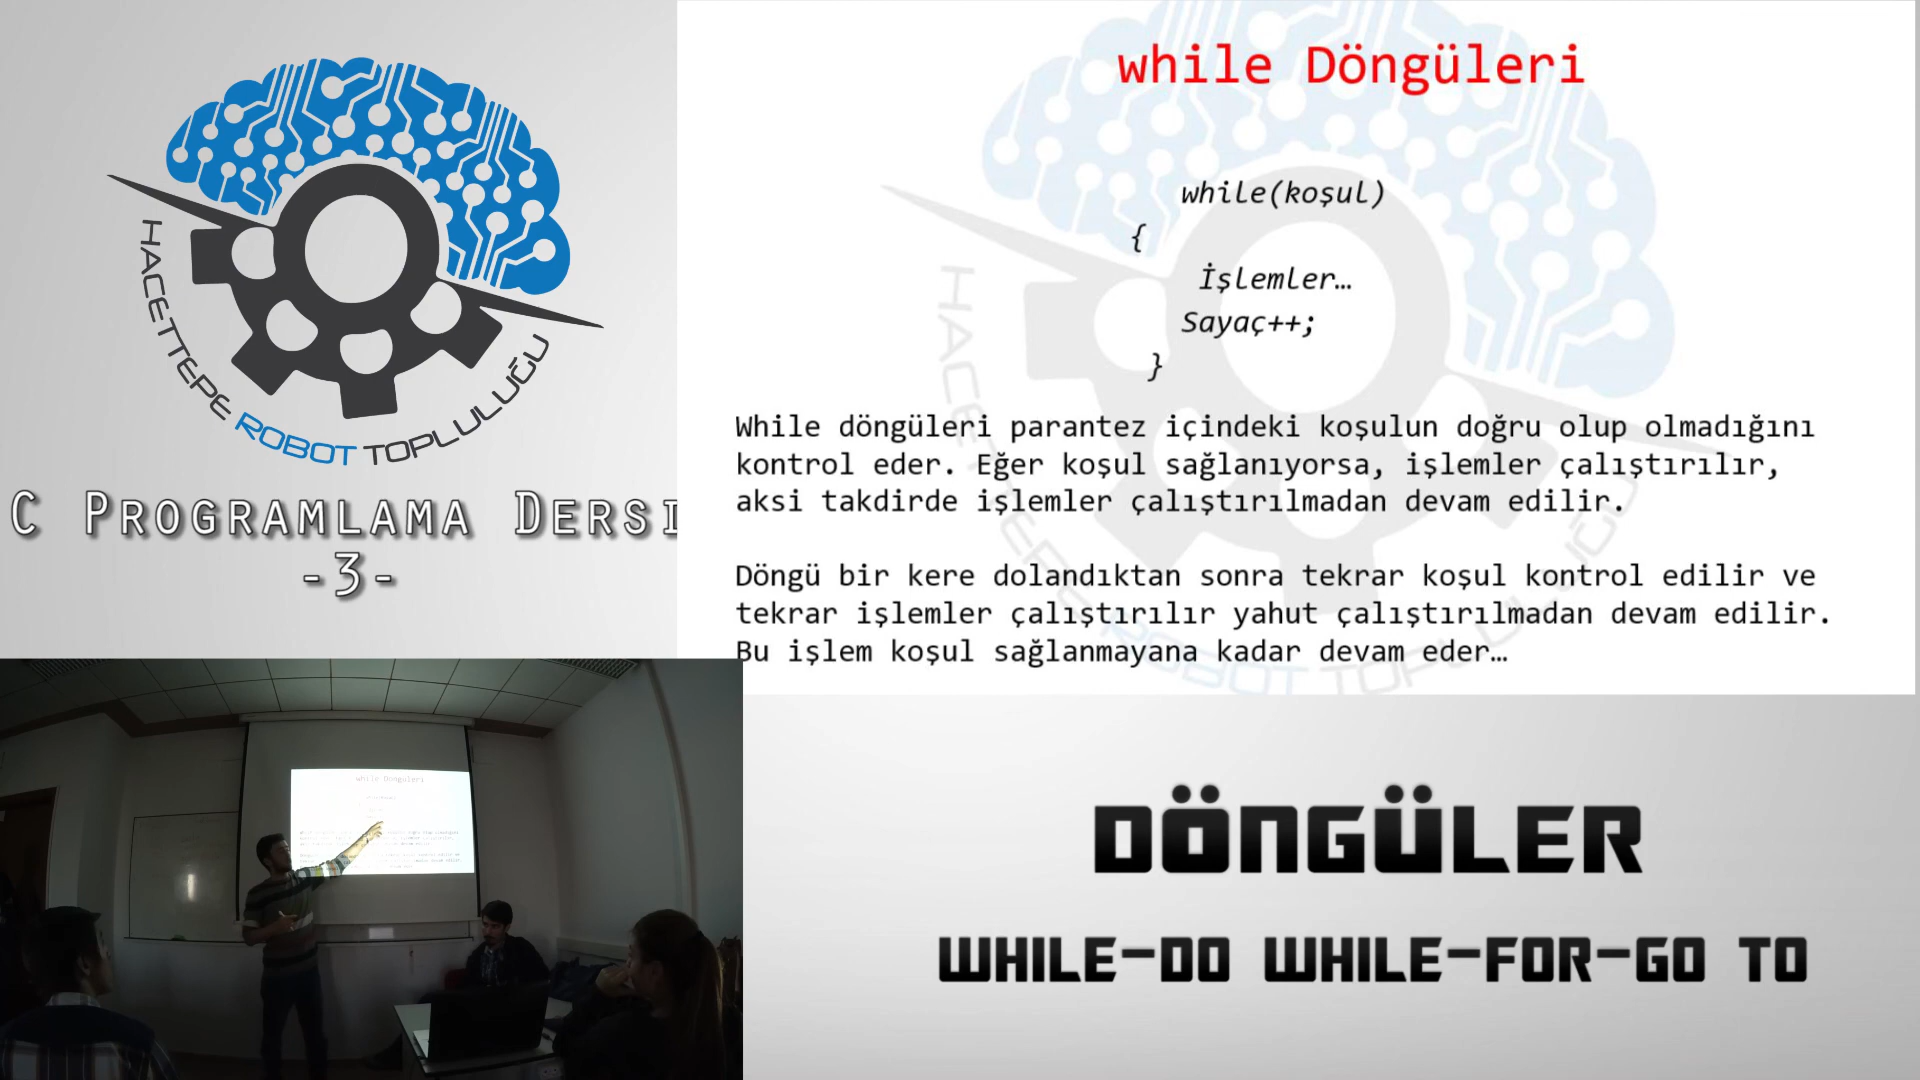 HACETTEPE ROBOT TOPLULUĞU
C PROGRAMLAMA DERSI
-3-
while Döngüleri
while(koşul)
{
İşlemler…
Sayaç++;
}
While döngüleri parantez içindeki koşulun doğru olup olmadığını
kontrol eder. Eğer koşul sağlanıyorsa, işlemler çalıştırılır,
aksi takdirde işlemler çalıştırılmadan devam edilir.
Döngü bir kere dolandıktan sonra tekrar koşul kontrol edilir ve
tekrar işlemler çalıştırılır yahut çalıştırılmadan devam edilir.
Bu işlem koşul sağlanmayana kadar devam eder…
while Döngüleri
DÖNGÜLER
WHILE-DO WHILE-FOR-GO TO